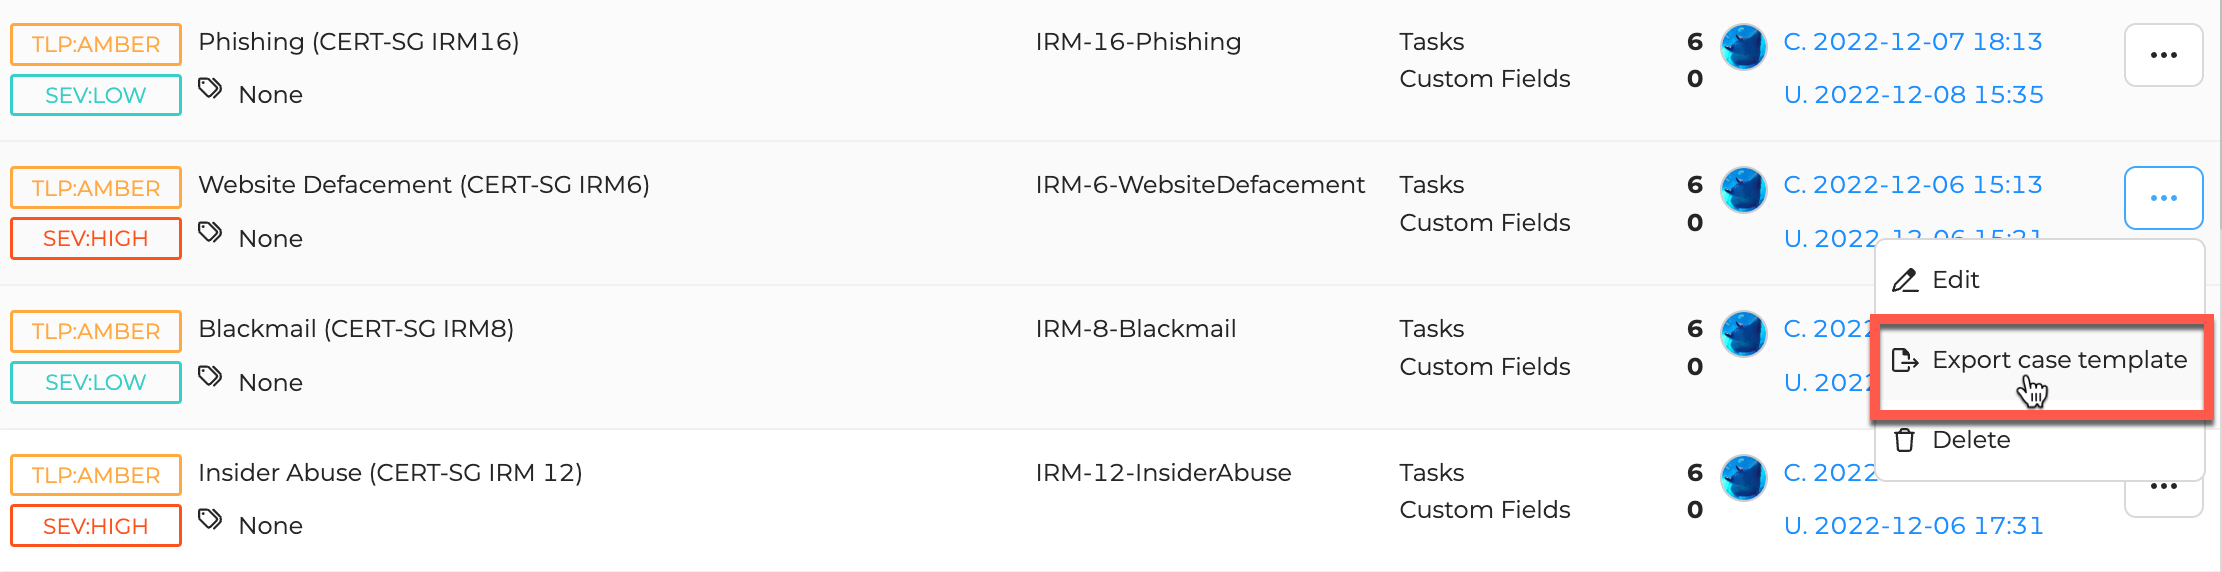 TLP:AMBER Phishing (CERT-SG IRM16) IRM-16-Phishing Tasks 6 C. 2022-12-07 18:13 ...
SEV:LOW None Custom Fields 0 U. 2022-12-08 15:35
TLP:AMBER Website Defacement (CERT-SG IRM6) IRM-6-WebsiteDefacement Tasks 6 C. 2022-12-06 15:13 ...
SEV:HIGH None Custom Fields 0 U. 2022-12-06 15:21
Edit
TLP:AMBER Blackmail (CERT-SG IRM8) IRM-8-Blackmail Tasks 6 C. 2022
Export case template
SEV:LOW None Custom Fields 0 U. 2022
Delete
TLP:AMBER Insider Abuse (CERT-SG IRM 12) IRM-12-InsiderAbuse Tasks 6 C. 2022 ...
SEV:HIGH None Custom Fields 0 U. 2022-12-06 17:31